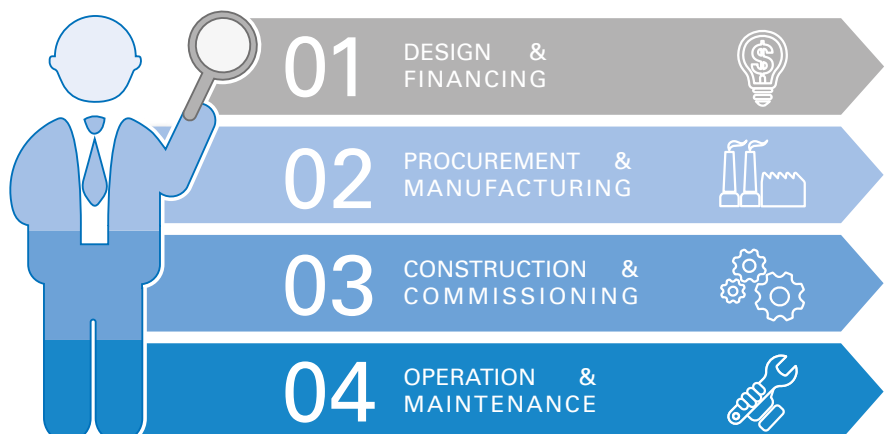 01
DESIGN &
FINANCING
$
02
PROCUREMENT &
MANUFACTURING
03
CONSTRUCTION &
COMMISSIONING
04
OPERATION &
MAINTENANCE